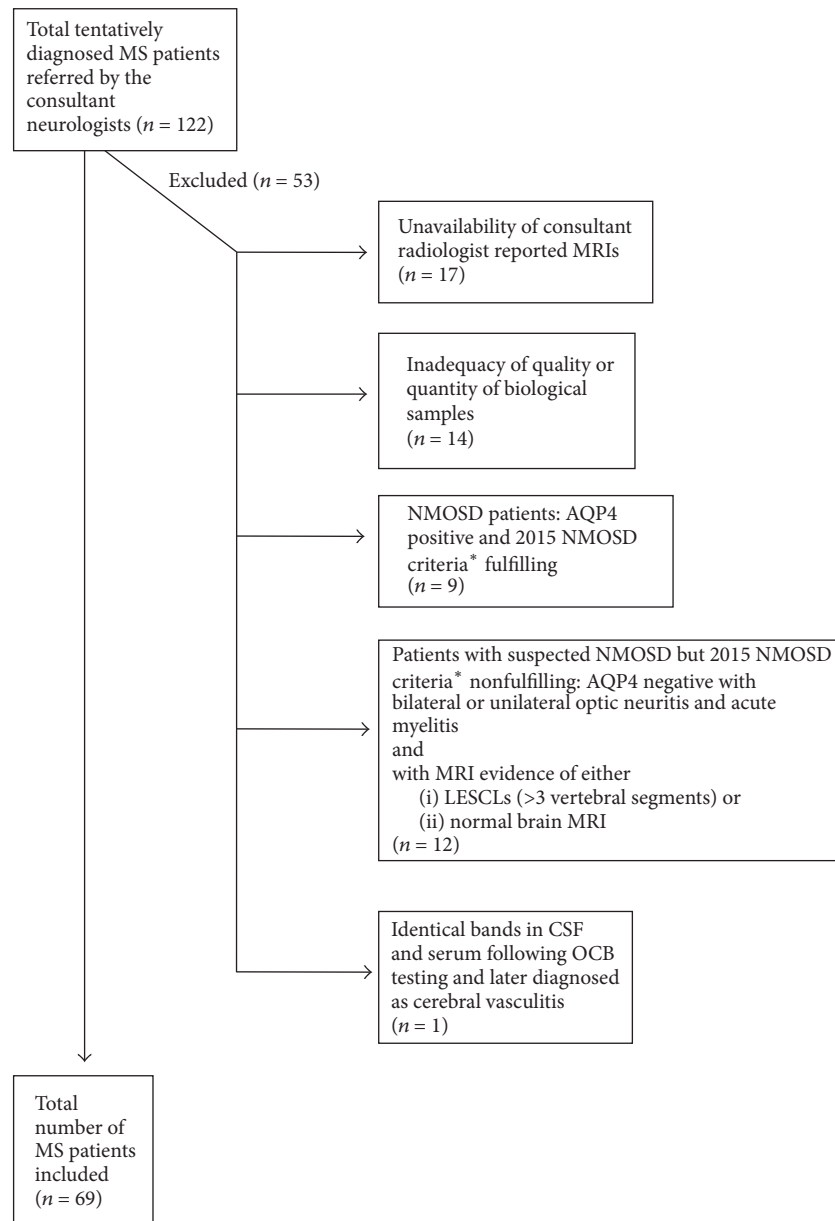 Total tentatively
diagnosed MS patients
referred by the
consultant
neurologists (n = 122)
Excluded (n = 53)
Unavailability of consultant
radiologist reported MRIs
(n = 17)
Inadequacy of quality or
quantity of biological
samples
(n = 14)
NMOSD patients: AQP4
positive and 2015 NMOSD
criteria* fulfilling
(n = 9)
Patients with suspected NMOSD but 2015 NMOSD
criteria* nonfulfilling: AQP4 negative with
bilateral or unilateral optic neuritis and acute
myelitis
and
with MRI evidence of either
(i) LESCLs (>3 vertebral segments) or
(ii) normal brain MRI
(n = 12)
Identical bands in CSF
and serum following OCB
testing and later diagnosed
as cerebral vasculitis
(n = 1)
Total
number of
MS patients
included
(n = 69)